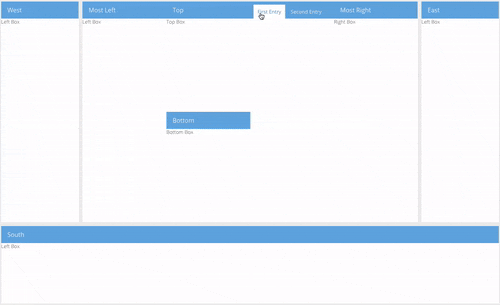 West
Left Box
Most Left
Left Box
Top
Top Box
First Entry
Second Entry
Most Right
Right Box
East
Left Box
Bottom
Bottom Box
South
Left Box